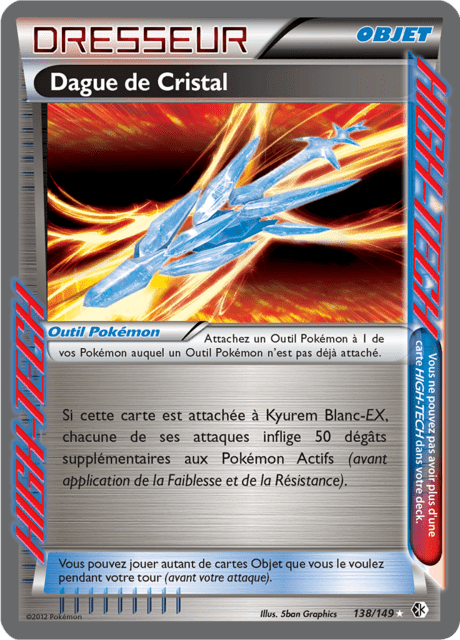 DRESSEUR
OBJET
Dague de Cristal
HIGH-TECH
Outil Pokémon
Attachez un Outil Pokémon à 1 de
vos Pokémon auquel un Outil Pokémon n'est pas déjà attaché.
HIGH-TECH
Vous ne pouvez pas avoir plus d'une
carte HIGH-TECH dans votre deck.
Si cette carte est attachée à Kyurem Blanc-EX,
chacune de ses attaques inflige 50 dégâts
supplémentaires aux Pokémon Actifs (avant
application de la Faiblesse et de la Résistance).
Vous pouvez jouer autant de cartes Objet que vous le voulez
pendant votre tour (avant votre attaque).
©2012 Pokémon
Illus. 5ban Graphics
138/149